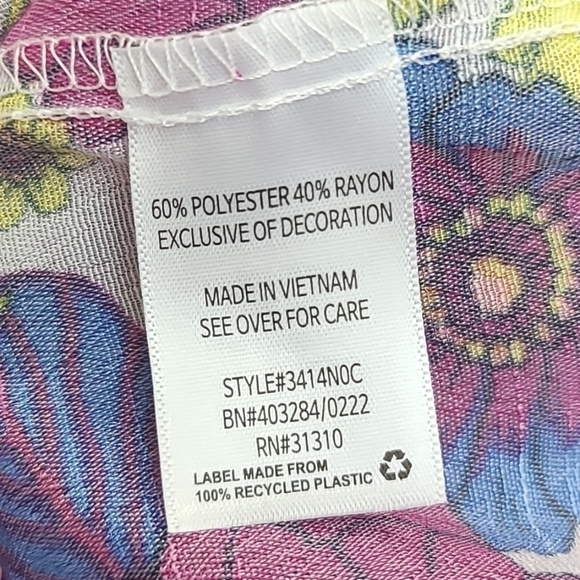 60% POLYESTER 40% RAYON
EXCLUSIVE OF DECORATION
MADE IN VIETNAM
SEE OVER FOR CARE
STYLE#3414N0C
BN#403284/0222
RN#31310
LABEL MADE FROM
100% RECYCLED PLASTIC